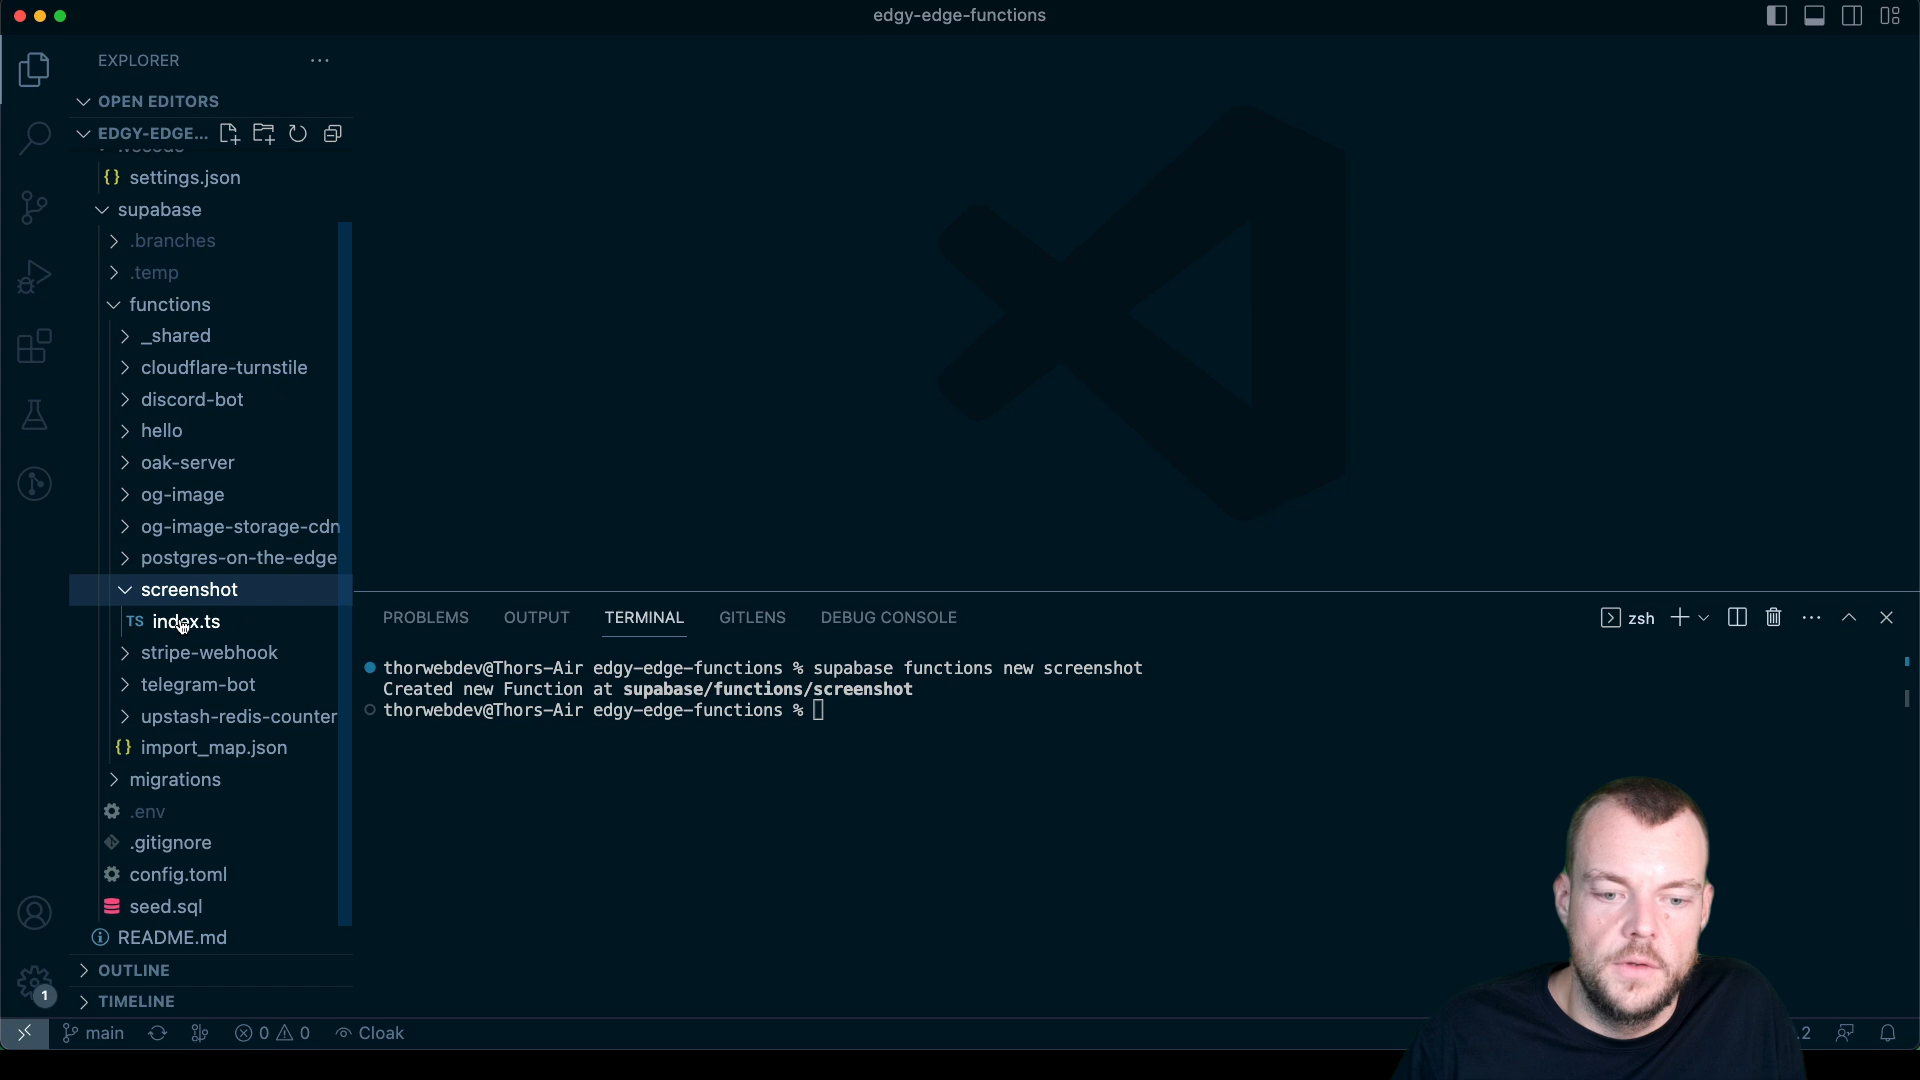 edgy-edge-functions
EXPLORER
OPEN EDITORS
EDGY-EDGE...
settings.json
supabase
.branches
.temp
functions
_shared
cloudflare-turnstile
discord-bot
hello
oak-server
og-image
og-image-storage-cdn
postgres-on-the-edge
screenshot
TS index.ts
stripe-webhook
telegram-bot
upstash-redis-counter
{} import_map.json
migrations
.env
.gitignore
config.toml
seed.sql
README.md
OUTLINE
TIMELINE
1
main
0 0
Cloak
PROBLEMS OUTPUT TERMINAL GITLENS DEBUG CONSOLE
zsh
thorwebdev@Thors-Air edgy-edge-functions % supabase functions new screenshot
Created new Function at supabase/functions/screenshot
thorwebdev@Thors-Air edgy-edge-functions %
.2